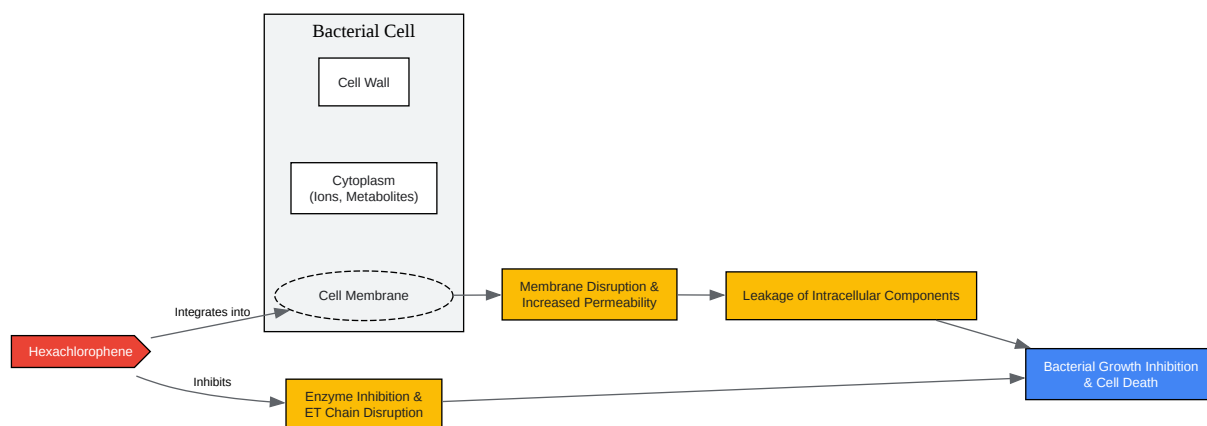 Bacterial Cell
Cell Wall
Cytoplasm
(Ions, Metabolites)
Cell Membrane
Membrane Disruption &
Increased Permeability
Leakage of Intracellular Components
Integrates into
Hexachlorophene
Inhibits
Enzyme Inhibition &
ET Chain Disruption
Bacterial Growth Inhibition
& Cell Death